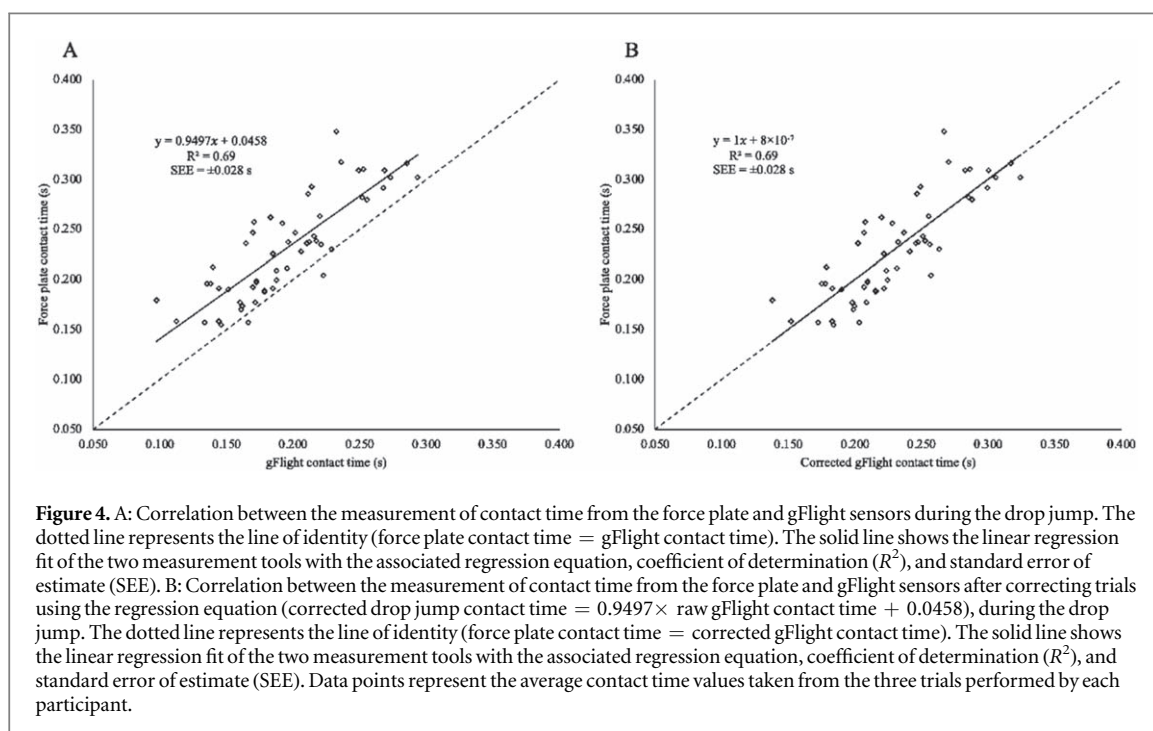 A
0.400
0.350
0.300
0.250
0.200
0.150
0.100
0.050
Force plate contact time (s)
y = 0.9497x + 0.0458
R² = 0.69
SEE = ±0.028 s
0.050 0.100 0.150 0.200 0.250 0.300 0.350 0.400
gFlight contact time (s)
B
0.400
0.350
0.300
0.250
0.200
0.150
0.100
0.050
Force plate contact time (s)
y = 1x + 8×10⁻⁷
R² = 0.69
SEE = ±0.028 s
0.050 0.100 0.150 0.200 0.250 0.300 0.350 0.400
Corrected gFlight contact time (s)
Figure 4. A: Correlation between the measurement of contact time from the force plate and gFlight sensors during the drop jump. The
dotted line represents the line of identity (force plate contact time = gFlight contact time). The solid line shows the linear regression
fit of the two measurement tools with the associated regression equation, coefficient of determination (R²), and standard error of
estimate (SEE). B: Correlation between the measurement of contact time from the force plate and gFlight sensors after correcting trials
using the regression equation (corrected drop jump contact time = 0.9497× raw gFlight contact time + 0.0458), during the drop
jump. The dotted line represents the line of identity (force plate contact time = corrected gFlight contact time). The solid line shows
the linear regression fit of the two measurement tools with the associated regression equation, coefficient of determination (R²), and
standard error of estimate (SEE). Data points represent the average contact time values taken from the three trials performed by each
participant.